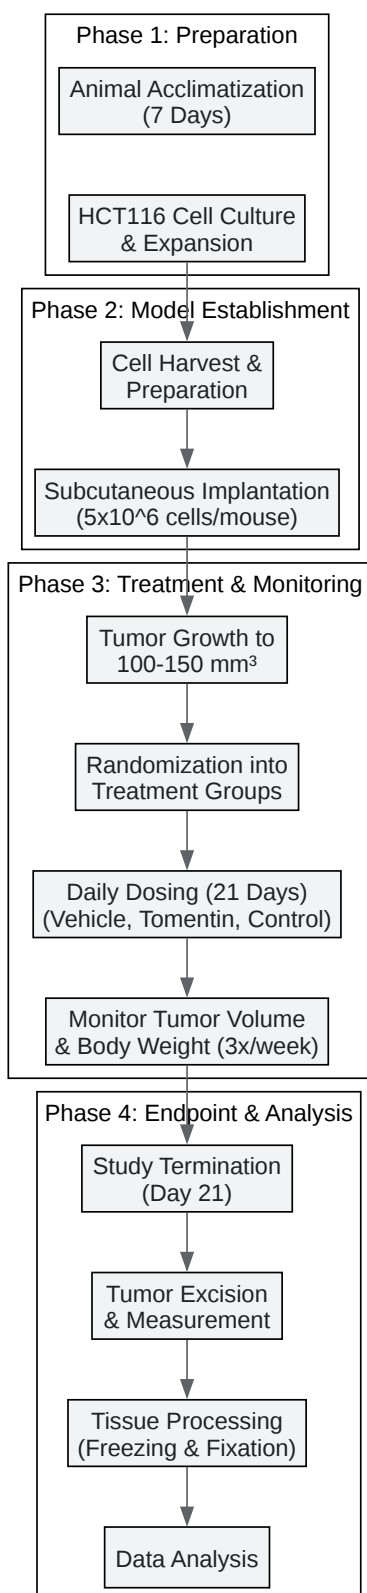 Phase 1: Preparation
Animal Acclimatization
(7 Days)
HCT116 Cell Culture
& Expansion
Phase 2: Model Establishment
Cell Harvest &
Preparation
Subcutaneous Implantation
(5x10^6 cells/mouse)
Phase 3: Treatment & Monitoring
Tumor Growth to
100-150 mm³
Randomization into
Treatment Groups
Daily Dosing (21 Days)
(Vehicle, Tomentin, Control)
Monitor Tumor Volume
& Body Weight (3x/week)
Phase 4: Endpoint & Analysis
Study Termination
(Day 21)
Tumor Excision
& Measurement
Tissue Processing
(Freezing & Fixation)
Data Analysis